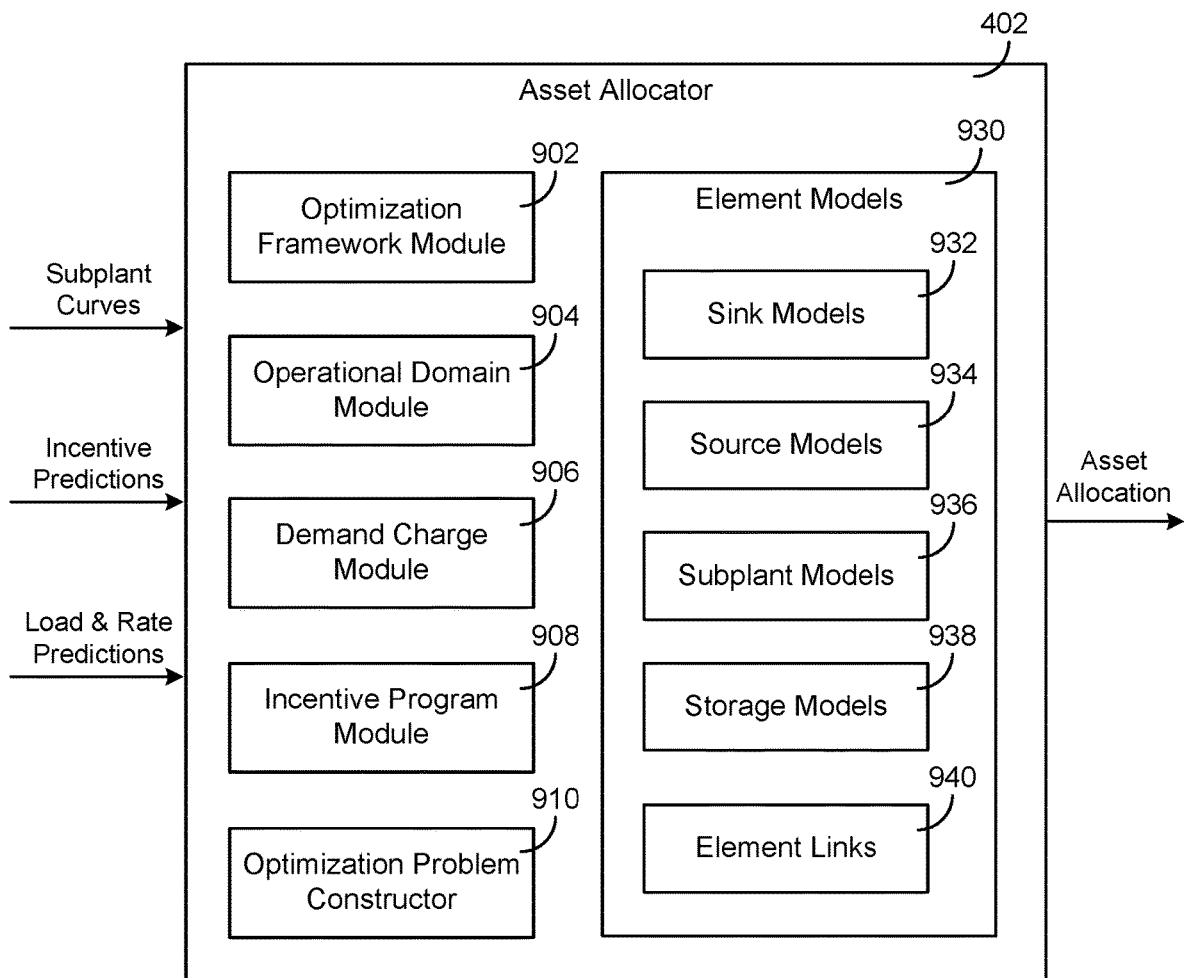 402
Asset Allocator
902
Optimization
Framework Module
904
Operational Domain
Module
906
Demand Charge
Module
908
Incentive Program
Module
910
Optimization Problem
Constructor
930
Element Models
932
Sink Models
934
Source Models
936
Subplant Models
938
Storage Models
940
Element Links
Subplant
Curves
Incentive
Predictions
Load & Rate
Predictions
Asset
Allocation